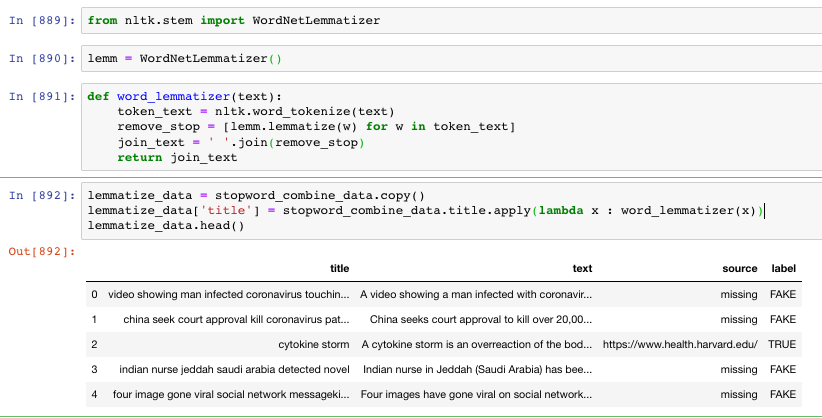 In [889]: from nltk.stem import WordNetLemmatizer
In [890]: lemm = WordNetLemmatizer()
In [891]: def word_lemmatizer(text):
    token_text = nltk.word_tokenize(text)
    remove_stop = [lemm.lemmatize(w) for w in token_text]
    join_text = ' '.join(remove_stop)
    return join_text
In [892]: lemmatize_data = stopword_combine_data.copy()
lemmatize_data['title'] = stopword_combine_data.title.apply(lambda x : word_lemmatizer(x))
lemmatize_data.head()
Out[892]:
title text source label
0 video showing man infected coronavirus touchin... A video showing a man infected with coronavir... missing FAKE
1 china seek court approval kill coronavirus pat... China seeks court approval to kill over 20,00... missing FAKE
2 cytokine storm A cytokine storm is an overreaction of the bod... https://www.health.harvard.edu/ TRUE
3 indian nurse jeddah saudi arabia detected novel Indian nurse in Jeddah (Saudi Arabia) has bee... missing FAKE
4 four image gone viral social network messageki... Four images have gone viral on social network... missing FAKE